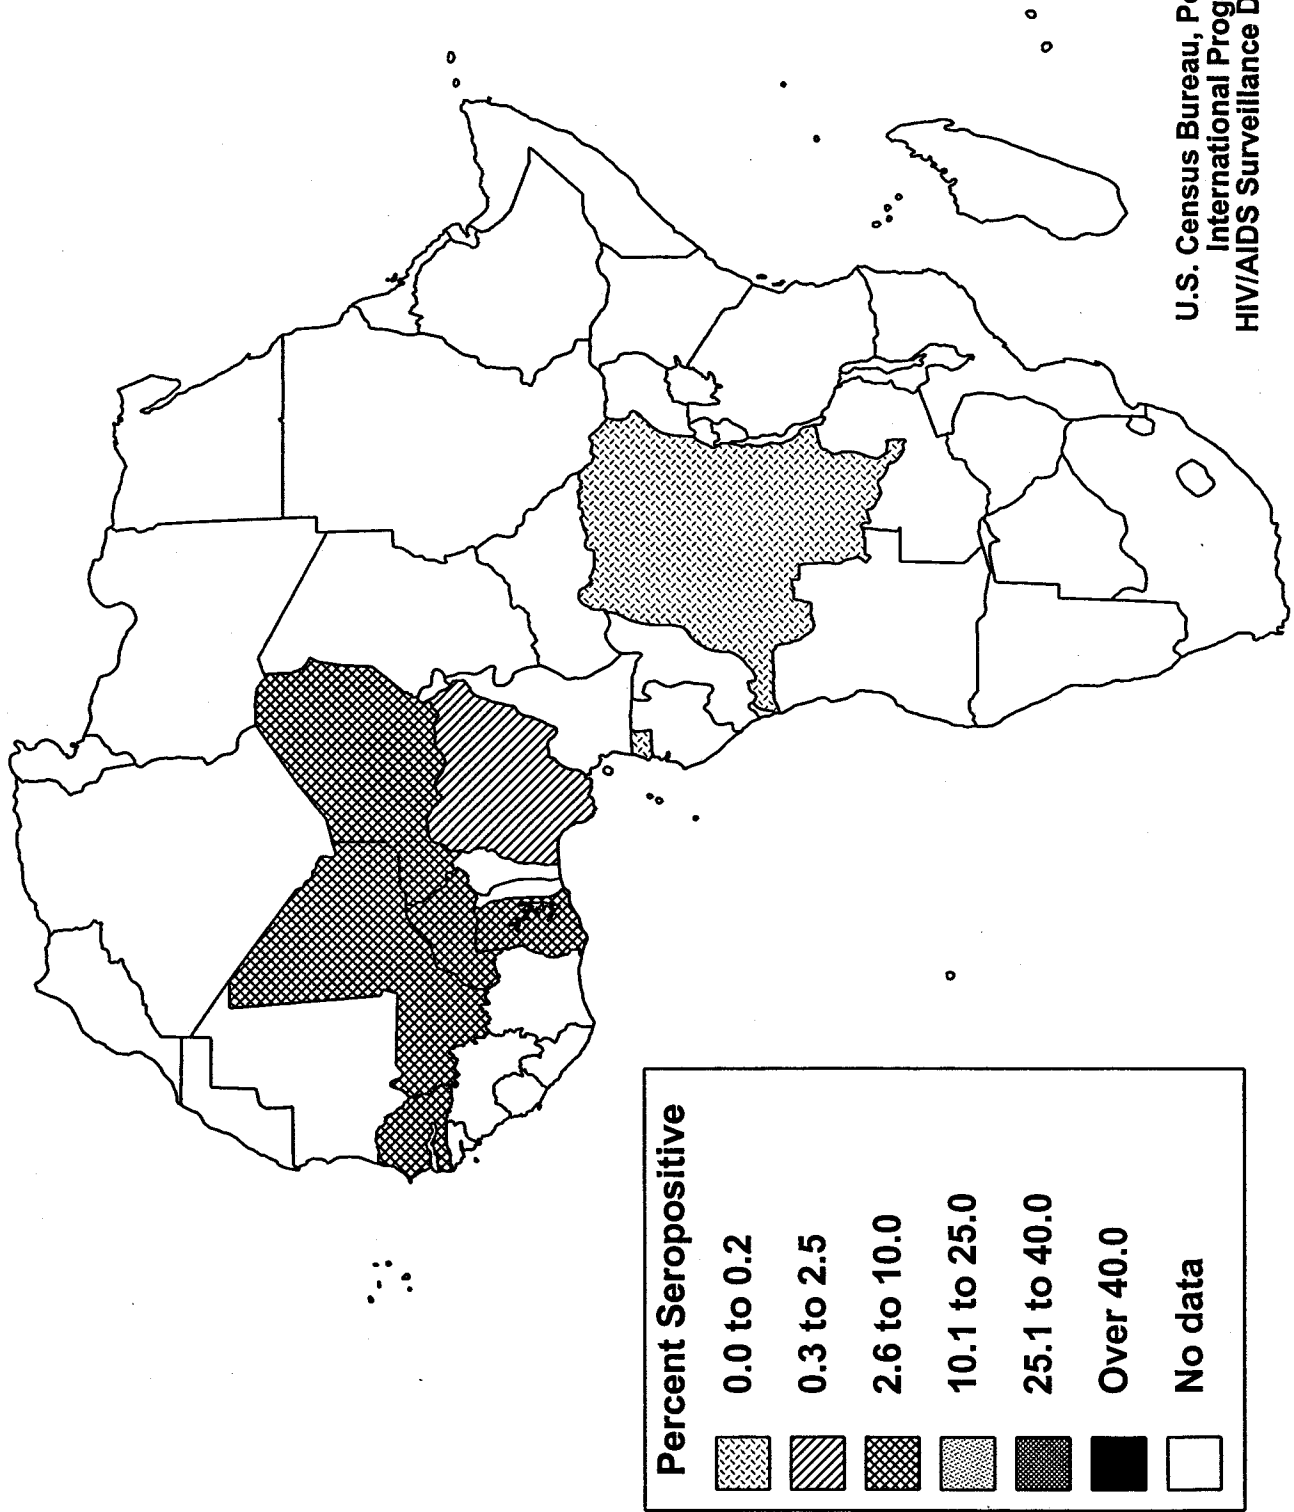 Percent Seropositive
0.0 to 0.2
0.3 to 2.5
2.6 to 10.0
10.1 to 25.0
25.1 to 40.0
Over 40.0
No data
U.S. Census Bureau,
International
HIV/AIDS Surveillance